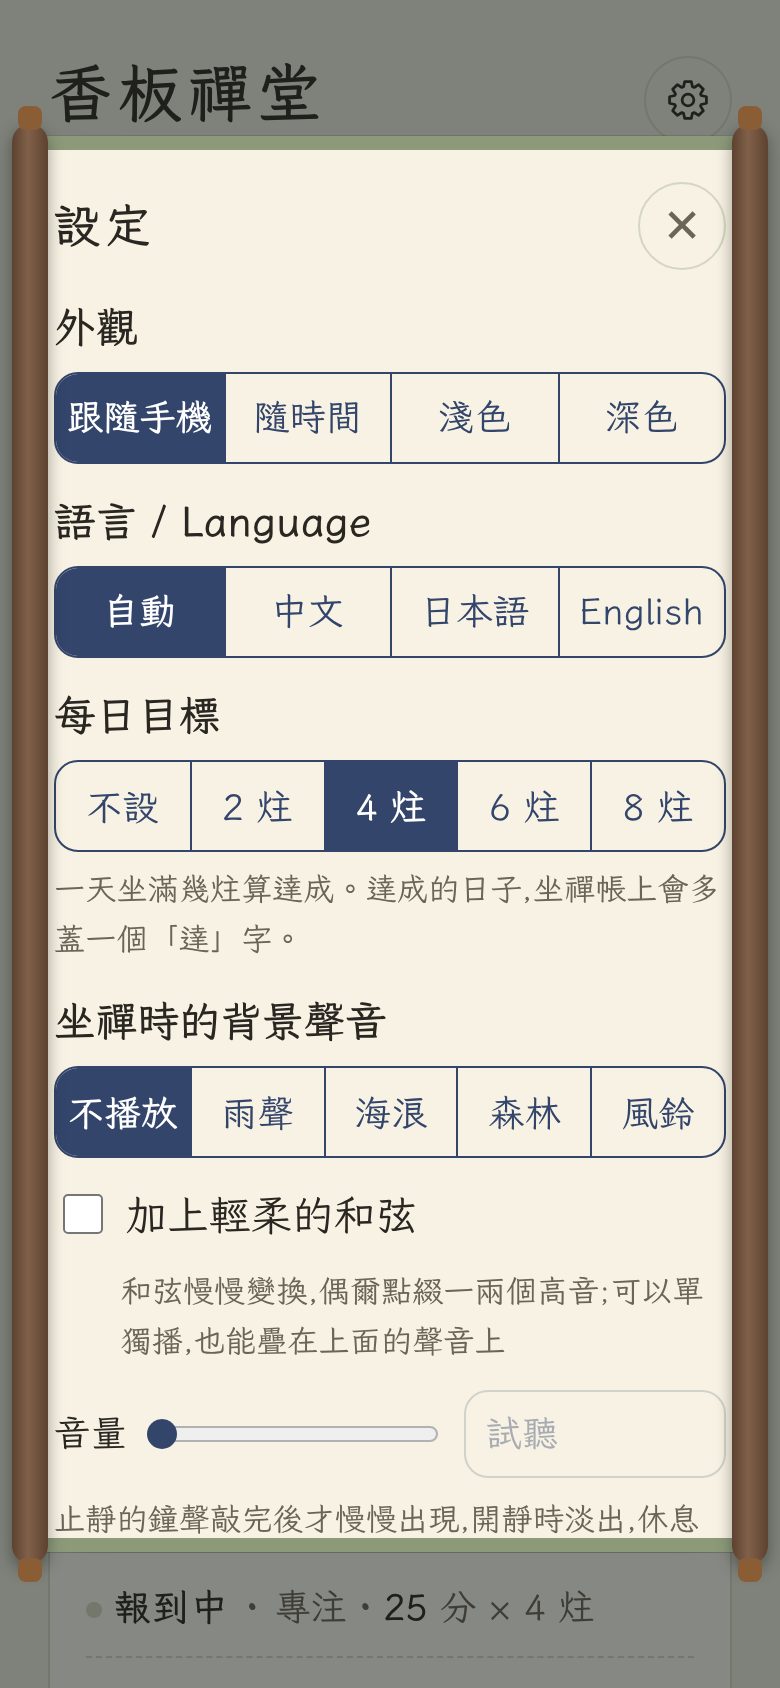 香板禪堂
設定
外觀
跟隨手機 隨時間 淺色 深色
語言 / Language
自動 中文 日本語 English
每日目標
不設 2 炷 4 炷 6 炷 8 炷
一天坐滿幾炷算達成。達成的日子,坐禪帳上會多
蓋一個「達」字。
坐禪時的背景聲音
不播放 雨聲 海浪 森林 風鈴
加上輕柔的和弦
和弦慢慢變換,偶爾點綴一兩個高音;可以單
獨播,也能疊在上面的聲音上
音量 試聽
止靜的鐘聲敲完後才慢慢出現,開靜時淡出,休息
報到中 · 專注 · 25 分 × 4 炷